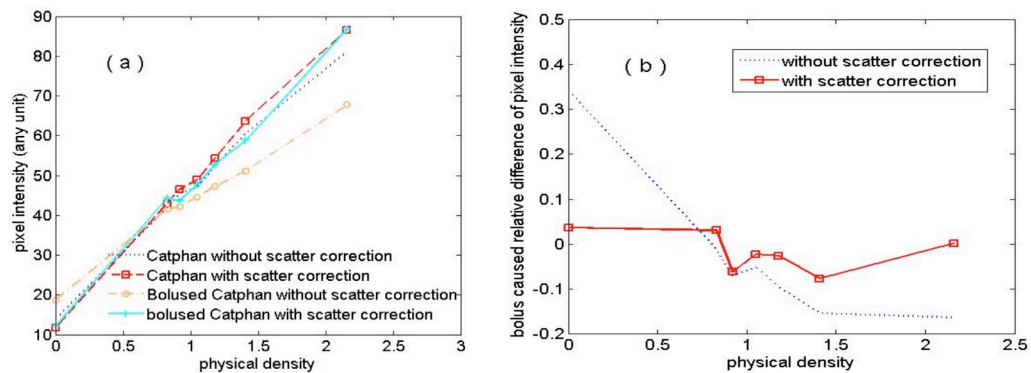 90
80
70
60
50
40
30
20
10
0
0.5
1
1.5
2
2.5
3
pixel intensity (any unit)
physical density
( a )
Catphan without scatter correction
Catphan with scatter correction
Bolused Catphan without scatter correction
bolused Catphan with scatter correction
0.5
0.4
0.3
0.2
0.1
0
-0.1
-0.2
0
0.5
1
1.5
2
2.5
bolus caused relative difference of pixel intensity
physical density
( b )
without scatter correction
with scatter correction